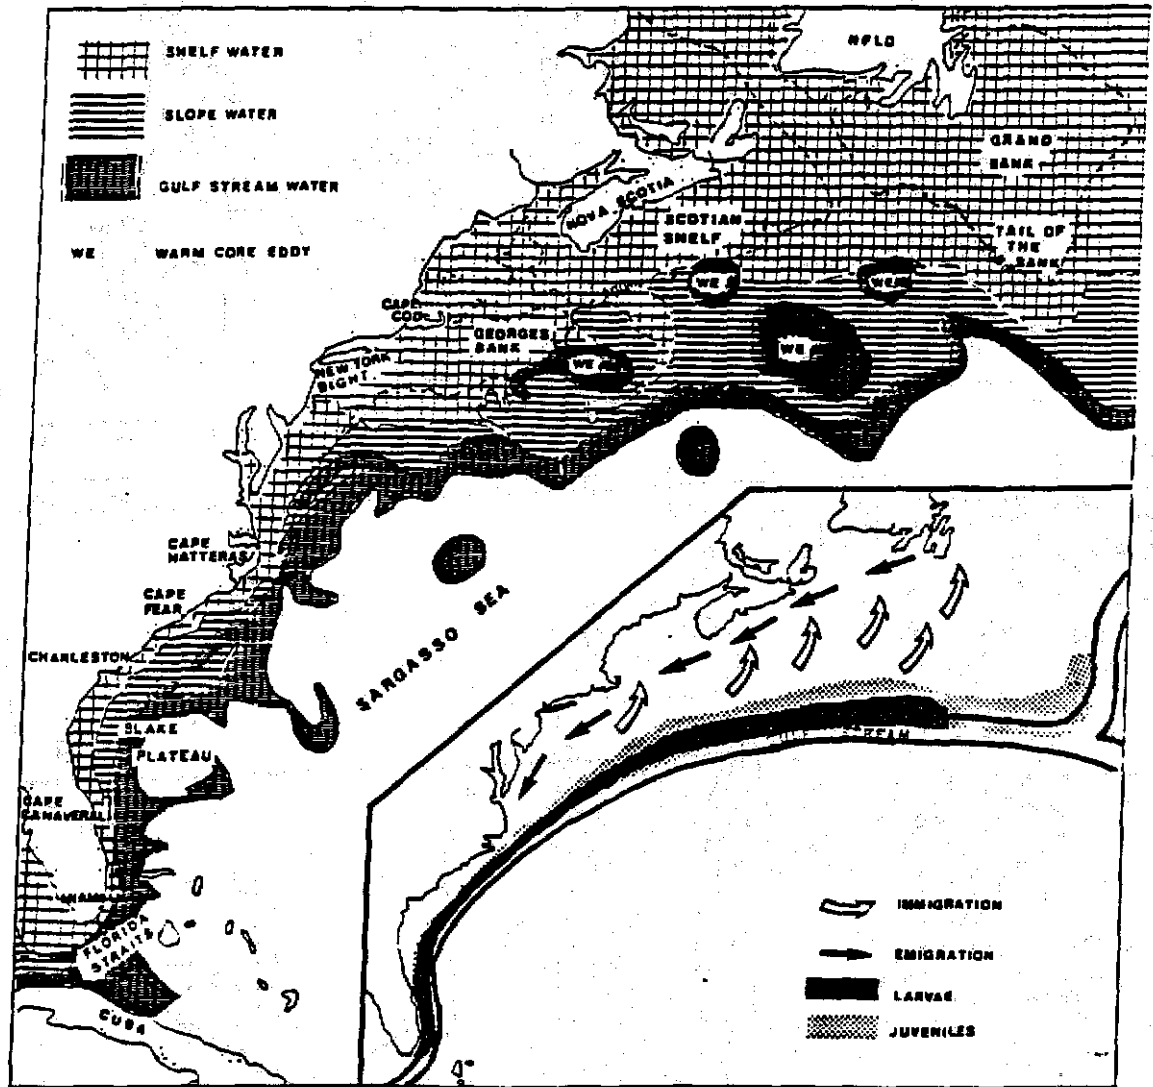 SHELF WATER
SLOPE WATER
GULF STREAM WATER
WE WARM CORE EDDY
NFLD
GRAND
BANK
NOVA SCOTIA
SCOTIAN
SHELF
TAIL OF
THE
BANK
WE
WE
CAPE
COD
GEORGES
BANK
WE
WE
NEW YORK
BIGHT
CAPE
HATTERAS
CAPE
FEAR
SARGASSO SEA
CHARLESTON
BLAKE
PLATEAU
CAPE
CANAVERAL
MIAMI
FLORIDA
STRAITS
CUBA
IMMIGRATION
EMIGRATION
LARVAE
JUVENILES